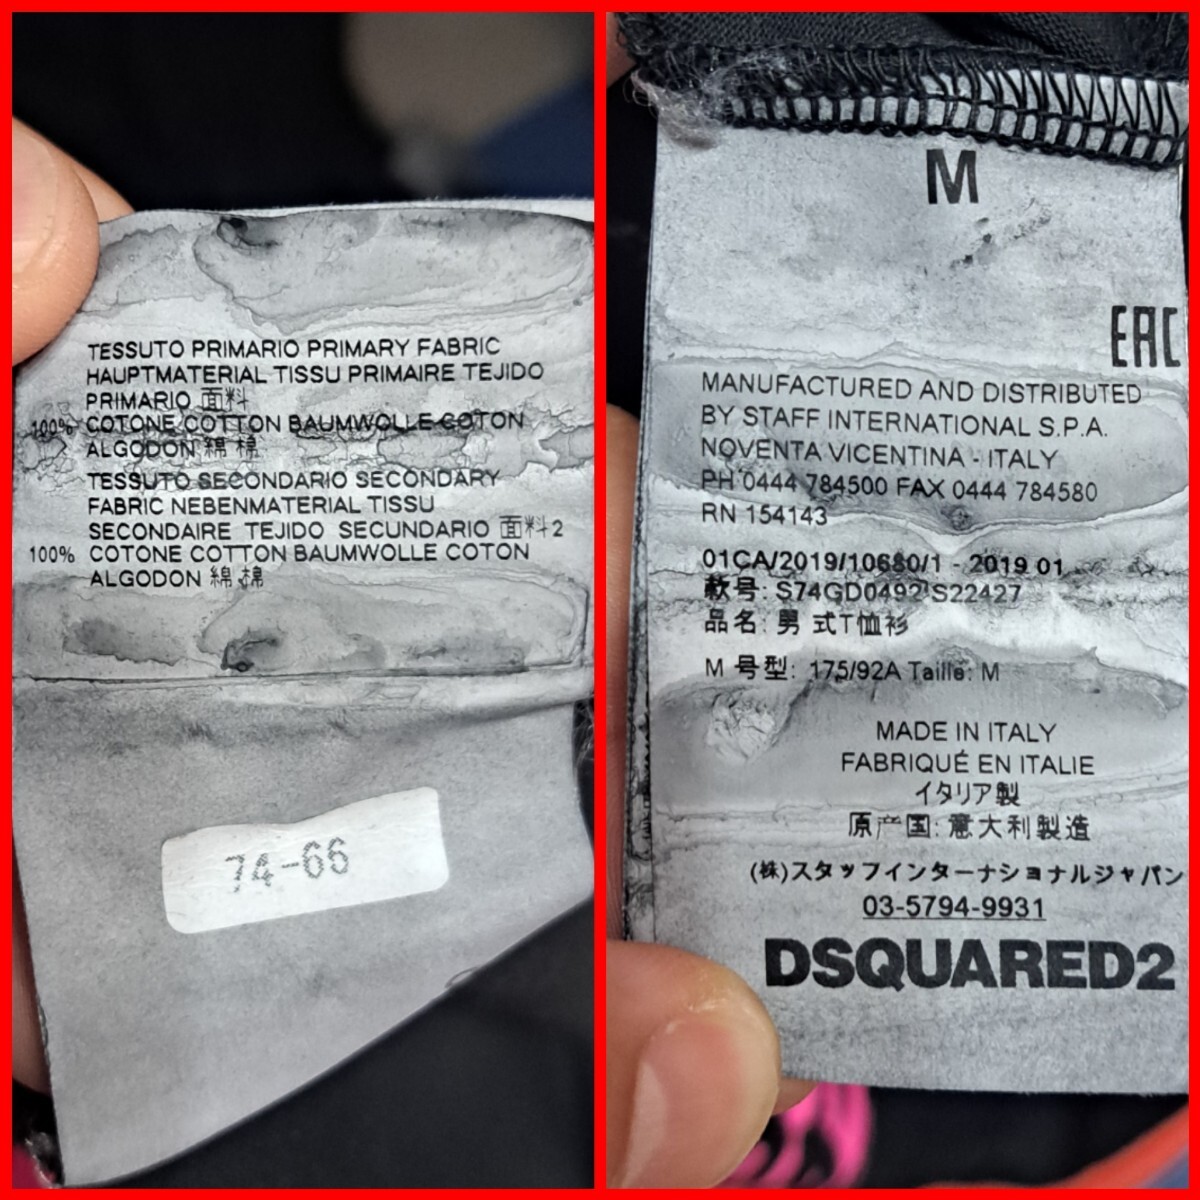 TESSUTO PRIMARIO PRIMARY FABRIC
HAUPTMATERIAL TISSU PRIMAIRE TEJIDO
PRIMARIO 面料
100% COTONE COTTON BAUMWOLLE COTON
ALGODON 綿 棉
TESSUTO SECONDARIO SECONDARY
FABRIC NEBENMATERIAL TISSU
SECONDAIRE TEJIDO SECUNDARIO 面料2
100% COTONE COTTON BAUMWOLLE COTON
ALGODON 綿 棉
74-66
M
EAC
MANUFACTURED AND DISTRIBUTED
BY STAFF INTERNATIONAL S.P.A.
NOVENTA VICENTINA - ITALY
PH 0444 784500 FAX 0444 784580
RN 154143
01CA/2019/10680/1 - 2019 01
款号: S74GD0492 S22427
品名: 男 式T恤衫
M 号型: 175/92A Taille: M
MADE IN ITALY
FABRIQUÉ EN ITALIE
イタリア製
原产国: 意大利製造
(株)スタッフインターナショナルジャパン
03-5794-9931
DSQUARED2